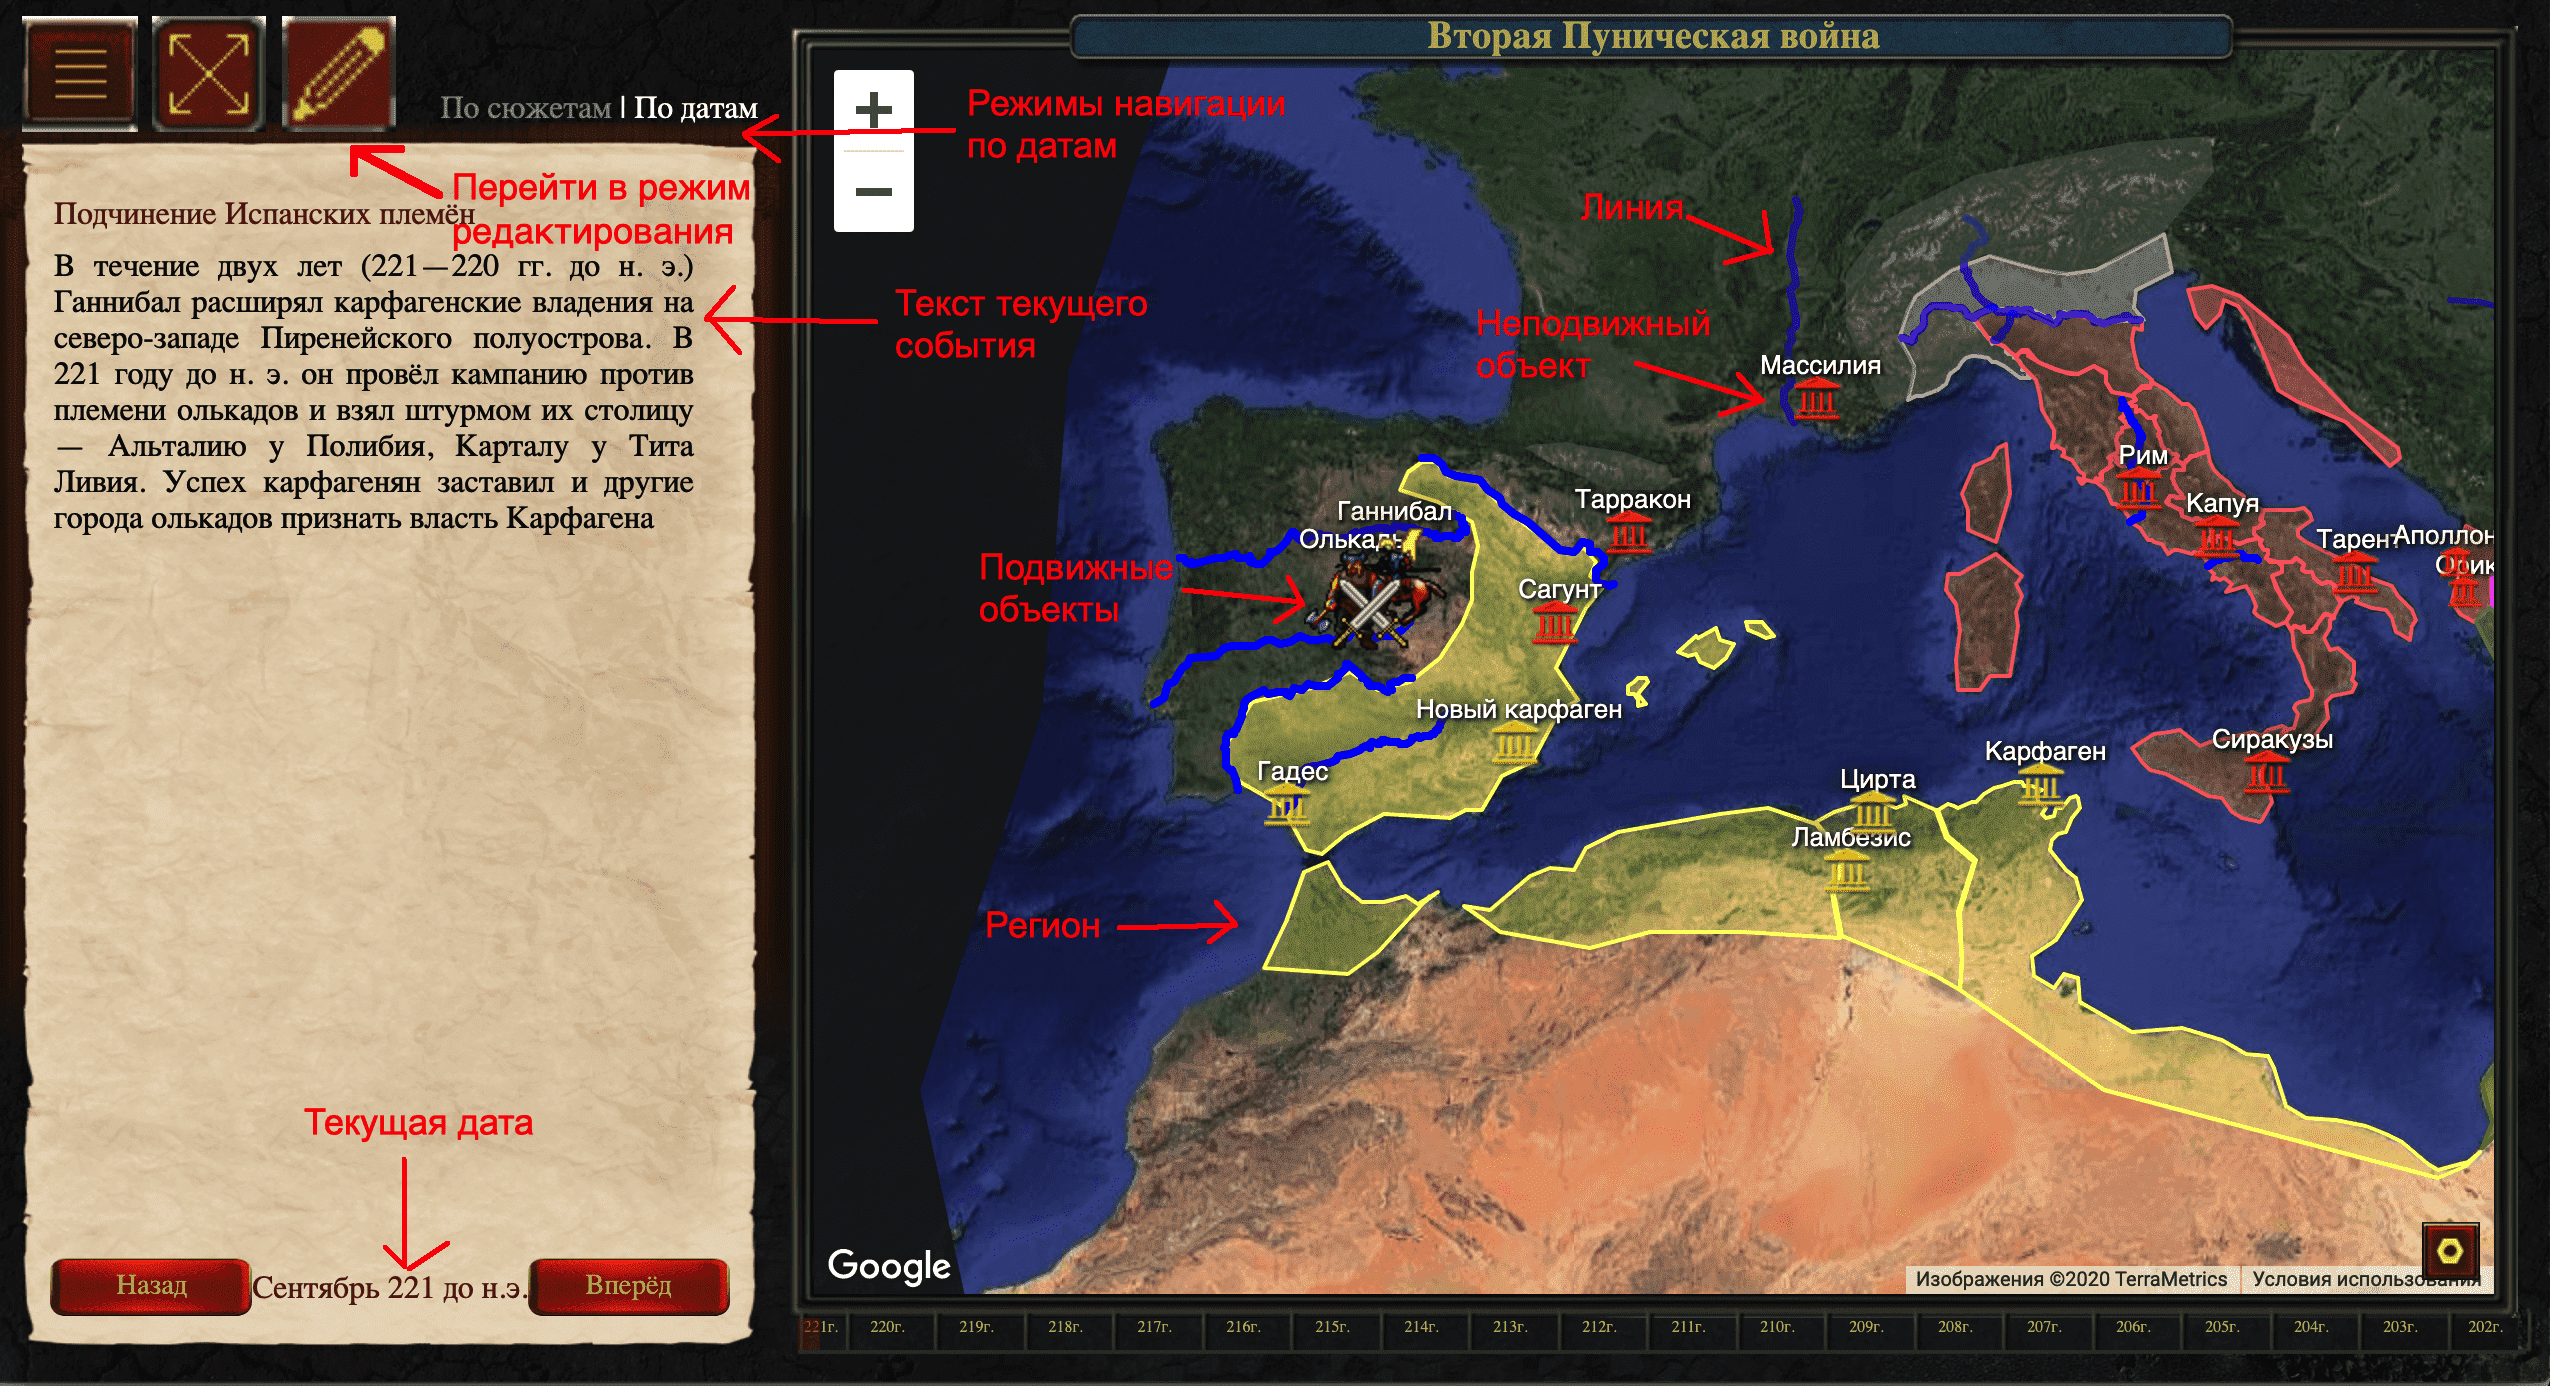 Вторая Пуническая война
По сюжетам | По датам
Режимы навигации
по датам
Перейти в режим
редактирования
Подчинение Испанских племён
В течение двух лет (221—220 гг. до н. э.)
Ганнибал расширял карфагенские владения на
северо-западе Пиренейского полуострова. В
221 году до н. э. он провёл кампанию против
племени олькадов и взял штурмом их столицу
— Альталию у Полибия, Карталу у Тита
Ливия. Успех карфагенян заставил и другие
города олькадов признать власть Карфагена
Текст текущего
события
Текущая дата
Назад
Сентябрь 221 до н.э.
Вперёд
+
−
Линия
Неподвижный
объект
Массилия
Рим
Капуя
Тарент
Аполлон
Орик
Тарракон
Ганнибал
Олькады
Подвижные
объекты
Сагунт
Новый карфаген
Гадес
Сиракузы
Карфаген
Цирта
Ламбезис
Регион
Google
Изображения ©2020 TerraMetrics
Условия использования
221г. 220г. 219г. 218г. 217г. 216г. 215г. 214г. 213г. 212г. 211г. 210г. 209г. 208г. 207г. 206г. 205г. 204г. 203г. 202г.